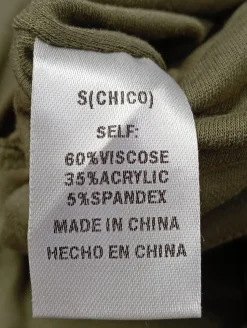 S(CHICO)
SELF:
60%VISCOSE
35%ACRYLIC
5%SPANDEX
MADE IN CHINA
HECHO EN CHINA